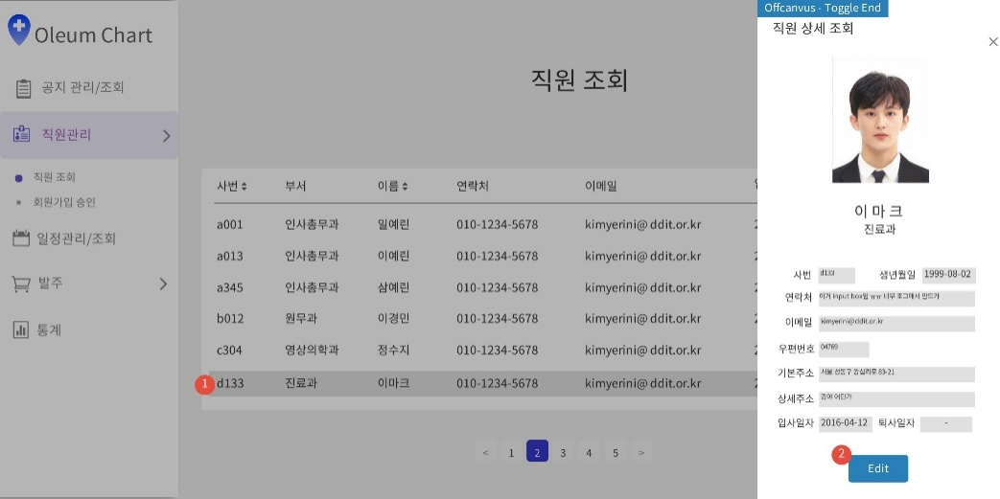 Oleum Chart
공지 관리/조회
직원관리
직원 조회
회원가입 승인
일정관리/조회
발주
통계
직원 조회
사번 부서 이름 연락처 이메일
a001 인사총무과 일예린 010-1234-5678 kimyerini@ddit.or.kr 2
a013 인사총무과 이예린 010-1234-5678 kimyerini@ddit.or.kr 2
a345 인사총무과 삼예린 010-1234-5678 kimyerini@ddit.or.kr 2
b012 원무과 이경민 010-1234-5678 kimyerini@ddit.or.kr 2
c304 영상의학과 정수지 010-1234-5678 kimyerini@ddit.or.kr 2
1 d133 진료과 이마크 010-1234-5678 kimyerini@ddit.or.kr 2
< 1 2 3 4 5 >
Offcanvus - Toggle End
직원 상세 조회
이 마 크
진료과
사번 d133 생년월일 1999-08-02
연락처 이거 input box임 ㅠㅠ 너무 쪼그매서 만드가
이메일 kimyerini@ddit.or.kr
우편번호 04769
기본주소 서울 성동구 왕십리로 83-21
상세주소
입사일자 2016-04-12 퇴사일자 -
2
Edit